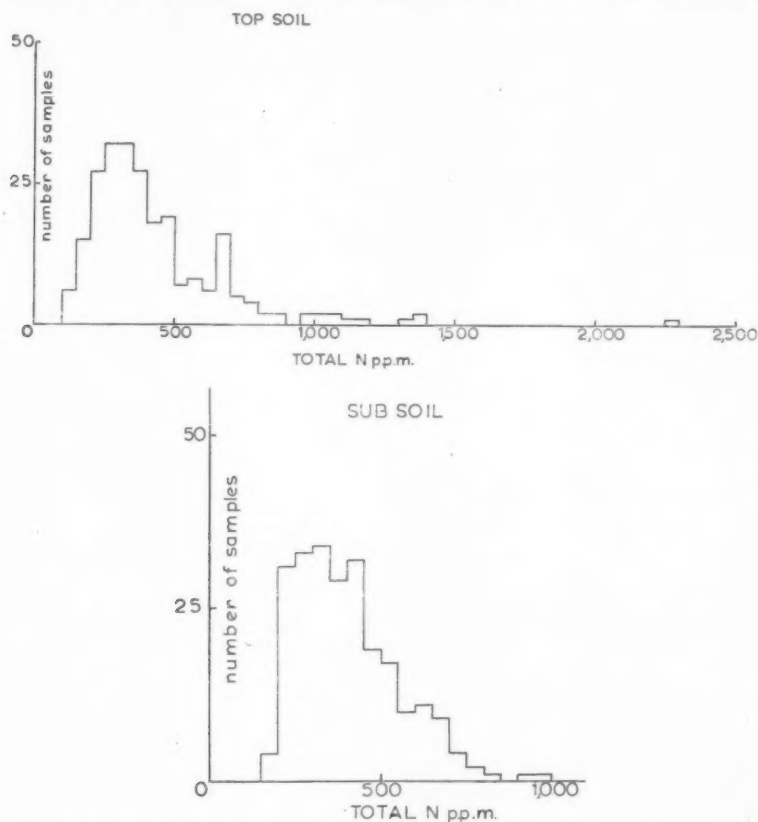 TOP SOIL
50
25
0
number of samples
500
1,000
1,500
2,000
2,500
TOTAL N p.p.m.
SUB SOIL
50
25
0
number of samples
500
1,000
TOTAL N p.p.m.